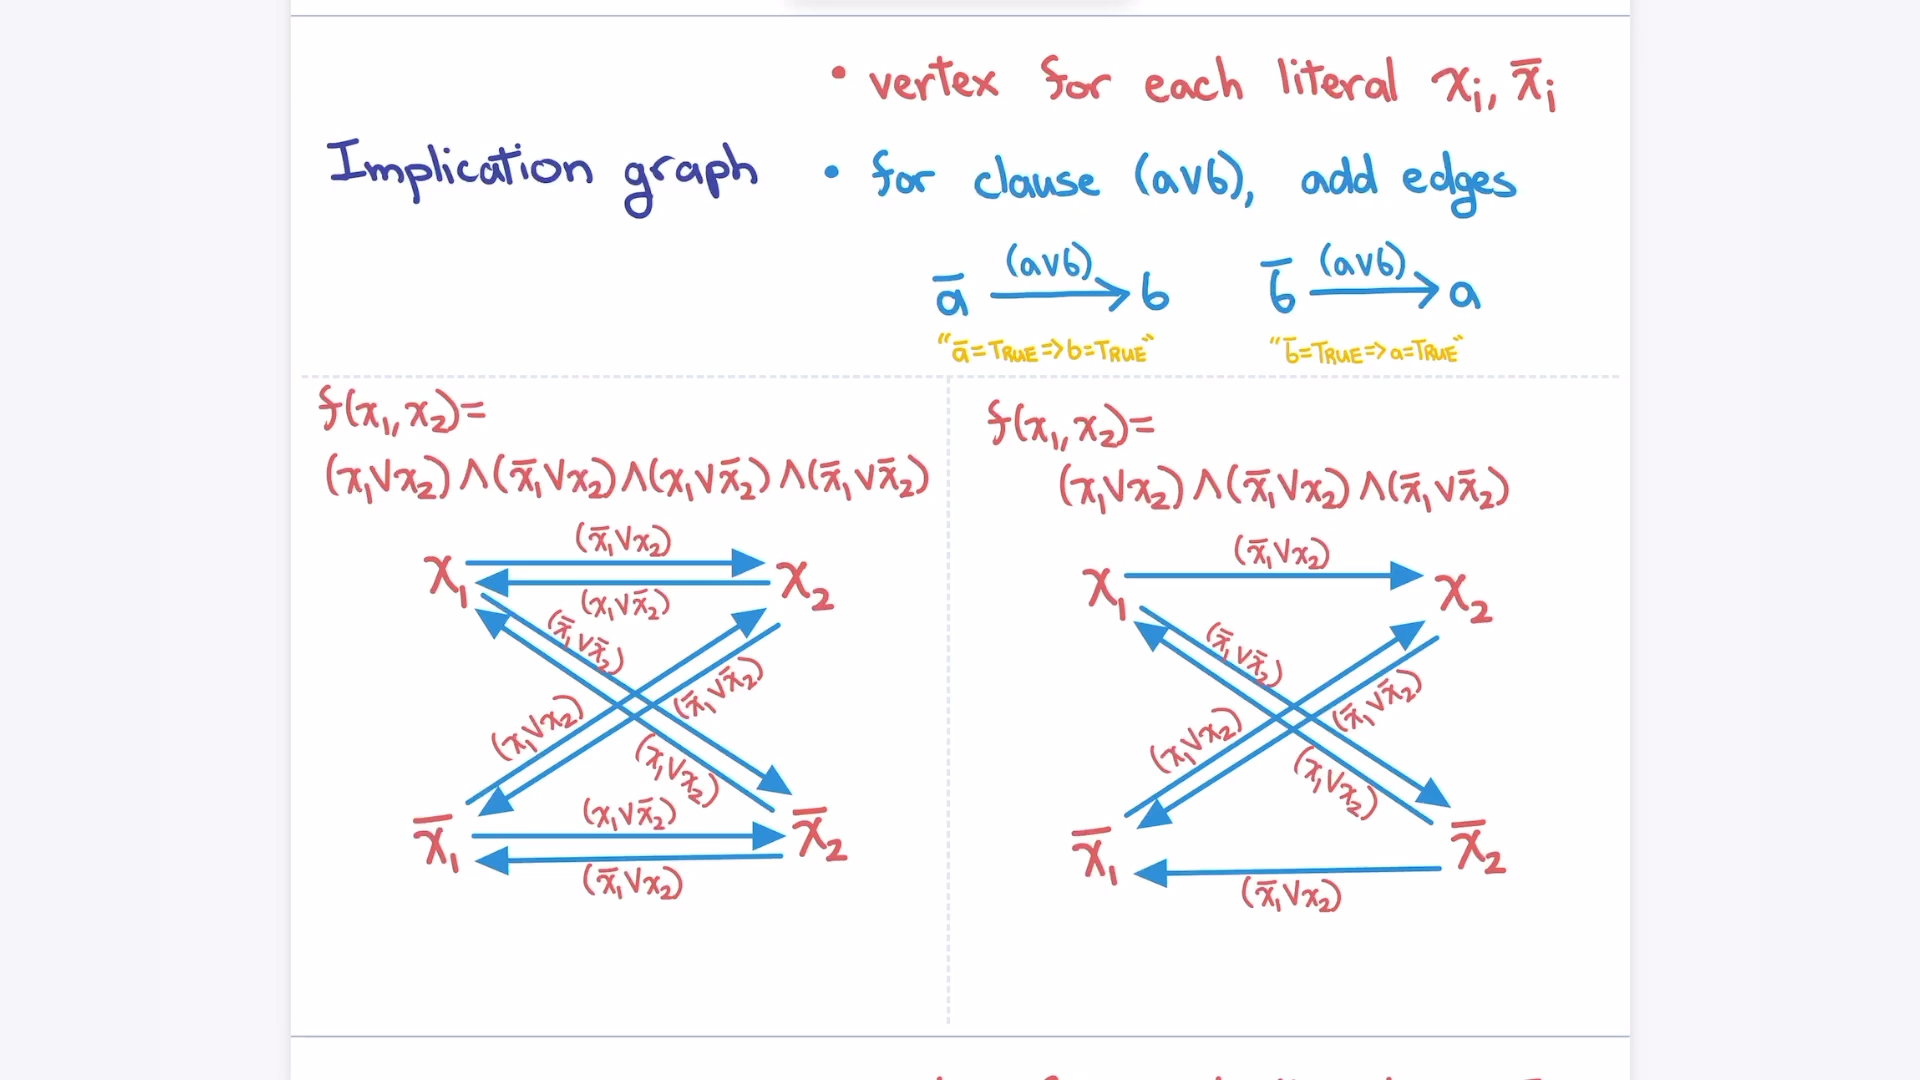 • vertex for each literal x₁, x̄ᵢ
Implication graph
• for clause (a∨b), add edges
ā (a∨b)→ b    b̄ (a∨b)→ a
"ā=TRUE=>b=TRUE"    "b̄=TRUE=>a=TRUE"
f(x₁, x₂)=
(x₁∨x₂)∧(x̄₁∨x₂)∧(x₁∨x̄₂)∧(x̄₁∨x̄₂)
(x̄₁∨x₂)
x₁    x₂
(x₁∨x̄₂)
(x̄₁∨x̄₂)
(x̄₁∨x̄₂)
(x₁∨x₂)
(x₁∨x₂)
(x₁∨x̄₂)
x̄₁    x̄₂
(x̄₁∨x₂)
f(x₁, x₂)=
(x₁∨x₂)∧(x̄₁∨x₂)∧(x̄₁∨x̄₂)
(x̄₁∨x₂)
x₁    x₂
(x̄₁∨x̄₂)
(x̄₁∨x̄₂)
(x₁∨x₂)
(x₁∨x₂)
x̄₁    x̄₂
(x̄₁∨x₂)